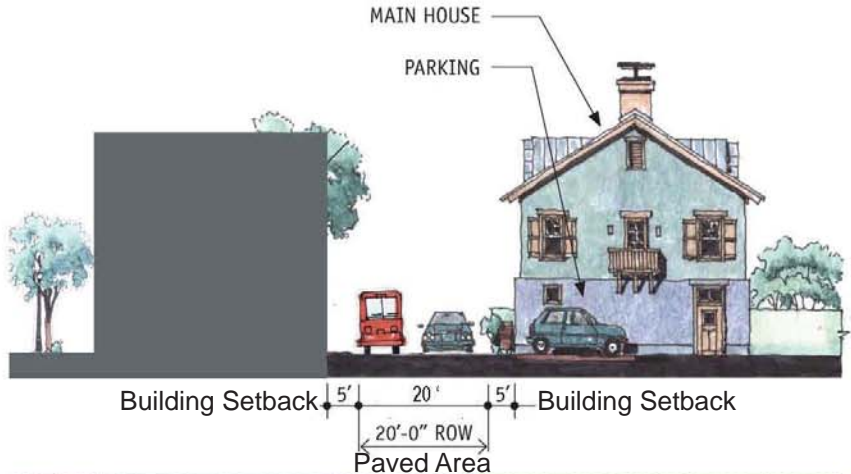 MAIN HOUSE
PARKING
Building Setback 5' 20' 5' Building Setback
20'-0" ROW
Paved Area